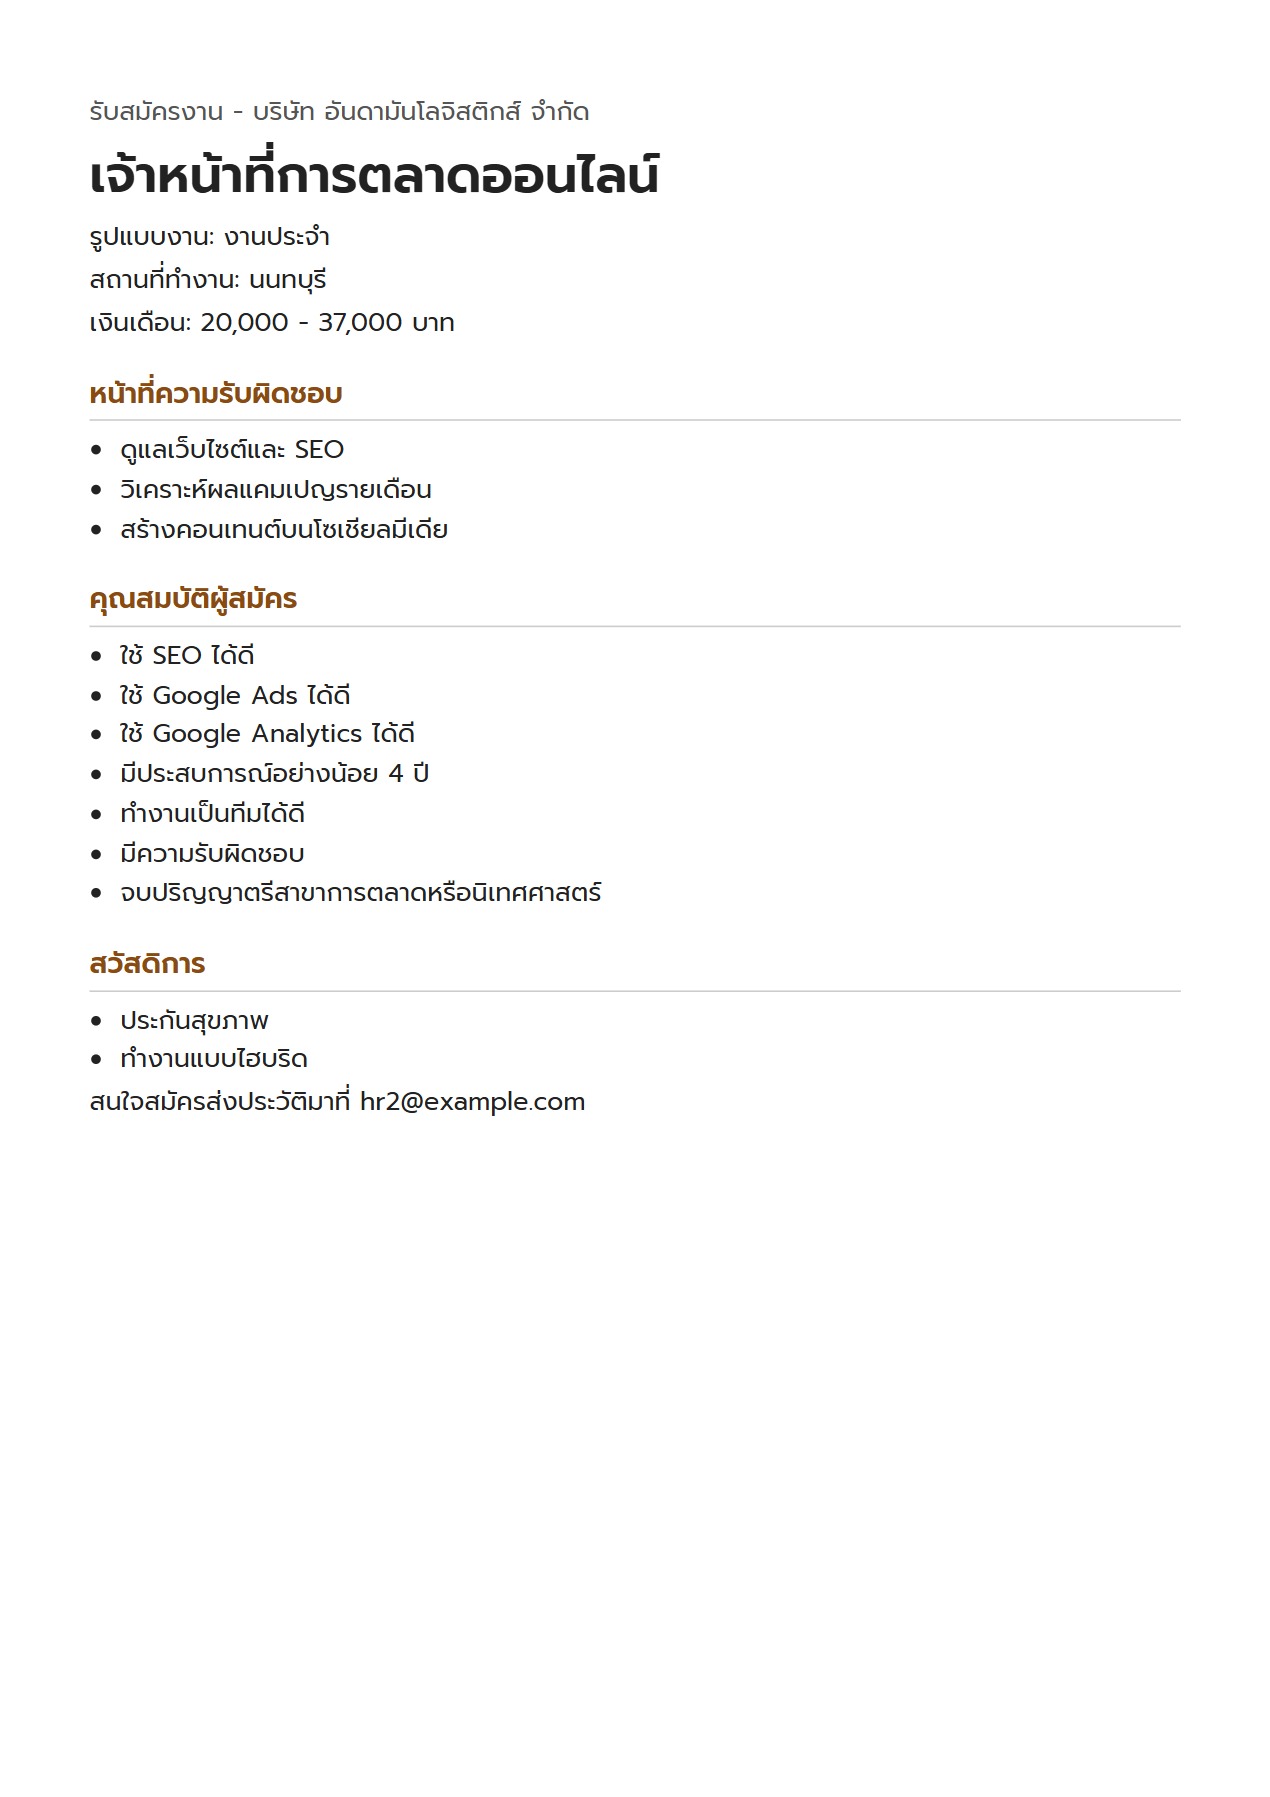 รับสมัครงาน - บริษัท อันดามันโลจิสติกส์ จำกัด
เจ้าหน้าที่การตลาดออนไลน์
รูปแบบงาน: งานประจำ
สถานที่ทำงาน: นนทบุรี
เงินเดือน: 20,000 - 37,000 บาท
หน้าที่ความรับผิดชอบ
• ดูแลเว็บไซต์และ SEO
• วิเคราะห์ผลแคมเปญรายเดือน
• สร้างคอนเทนต์บนโซเชียลมีเดีย
คุณสมบัติผู้สมัคร
• ใช้ SEO ได้ดี
• ใช้ Google Ads ได้ดี
• ใช้ Google Analytics ได้ดี
• มีประสบการณ์อย่างน้อย 4 ปี
• ทำงานเป็นทีมได้ดี
• มีความรับผิดชอบ
• จบปริญญาตรีสาขาการตลาดหรือนิเทศศาสตร์
สวัสดิการ
• ประกันสุขภาพ
• ทำงานแบบไฮบริด
สนใจสมัครส่งประวัติมาที่ hr2@example.com